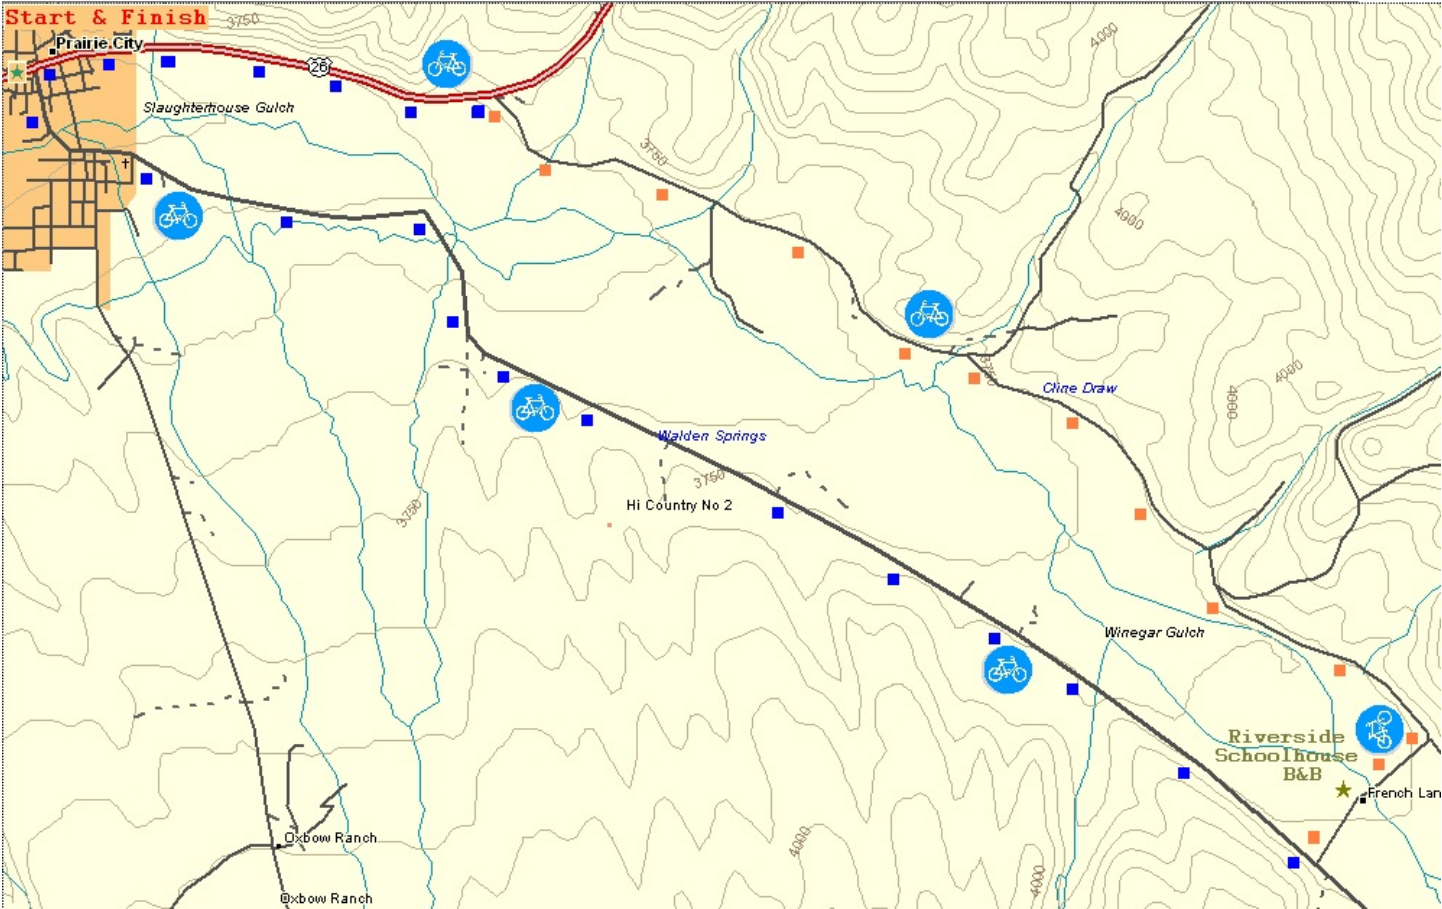 Start & Finish
3750
Prairie City
26
4000
Slaughterhouse Gulch
3750
4000
3750
Cline Draw
4000
4000
Walden Springs
3750
Hi Country No 2
3750
Winegar Gulch
Riverside
Schoolhouse
B&B
French Lan
Oxbow Ranch
4000
4000
Oxbow Ranch